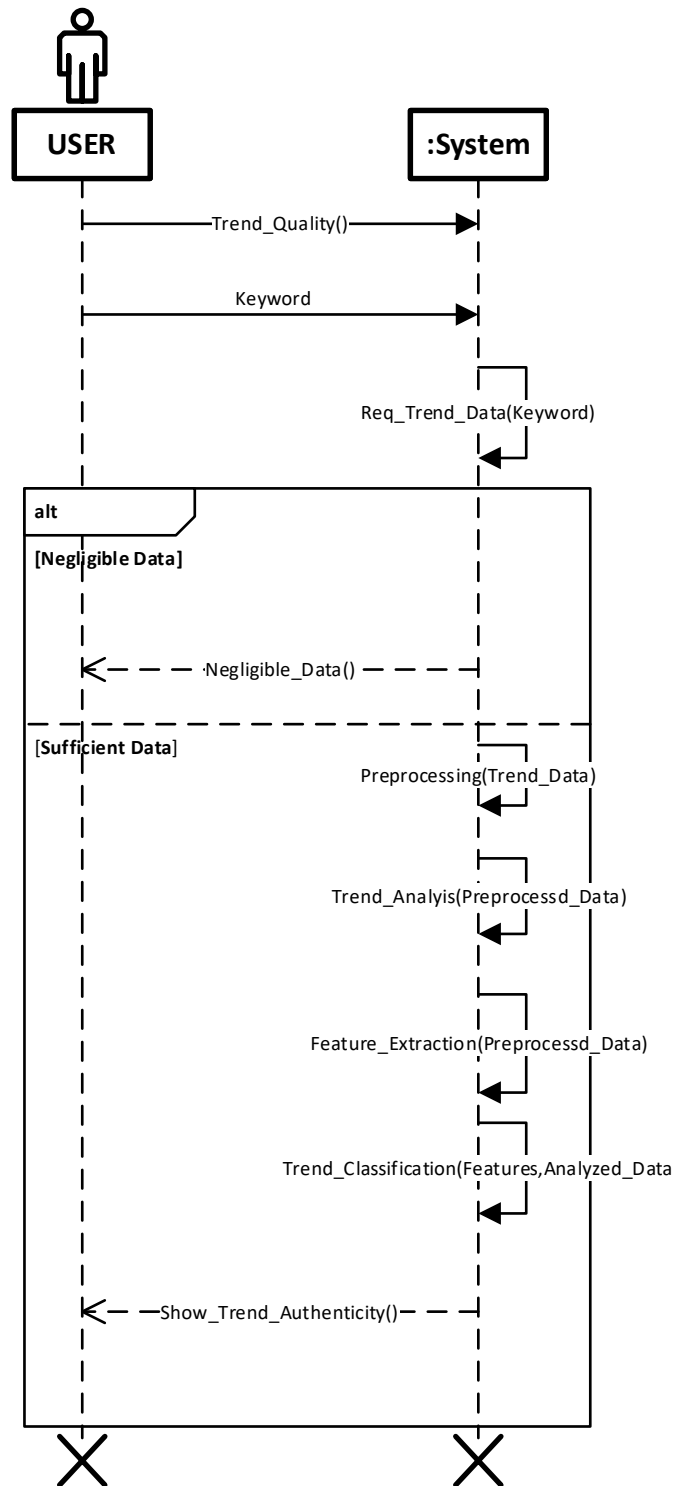 USER
:System
Trend_Quality()
Keyword
Req_Trend_Data(Keyword)
alt
[Negligible Data]
Negligible_Data()
[Sufficient Data]
Preprocessing(Trend_Data)
Trend_Analyis(Preprocessd_Data)
Feature_Extraction(Preprocessd_Data)
Trend_Classification(Features,Analyzed_Data
Show_Trend_Authenticity()